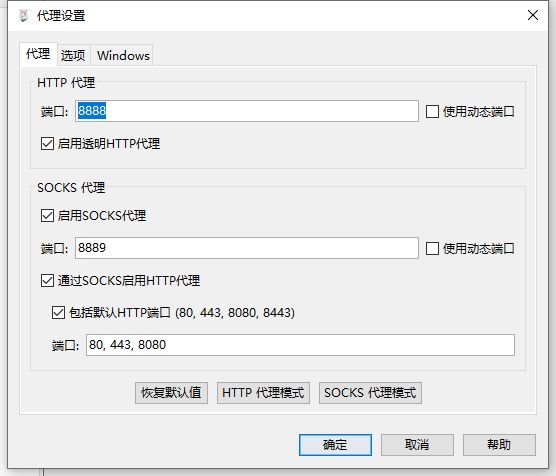 代理设置
代理 选项 Windows
HTTP 代理
端口: 8888 使用动态端口
启用透明HTTP代理
SOCKS 代理
启用SOCKS代理
端口: 8889 使用动态端口
通过SOCKS启用HTTP代理
包括默认HTTP端口 (80, 443, 8080, 8443)
端口: 80, 443, 8080
恢复默认值 HTTP 代理模式 SOCKS 代理模式
确定 取消 帮助